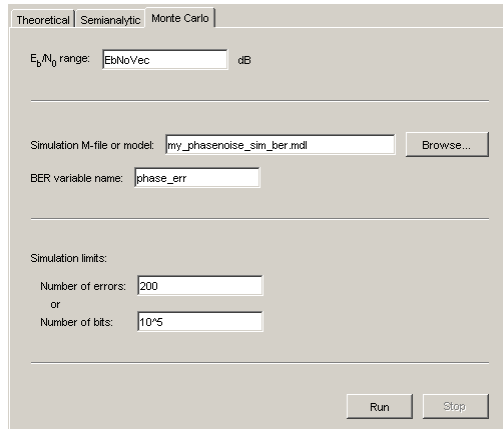 Theoretical Semianalytic Monte Carlo
Eb/N0 range: EbNoVec dB
Simulation M-file or model: my_phasenoise_sim_ber.mdl Browse...
BER variable name: phase_err
Simulation limits:
Number of errors: 200
or
Number of bits: 10^5
Run Stop